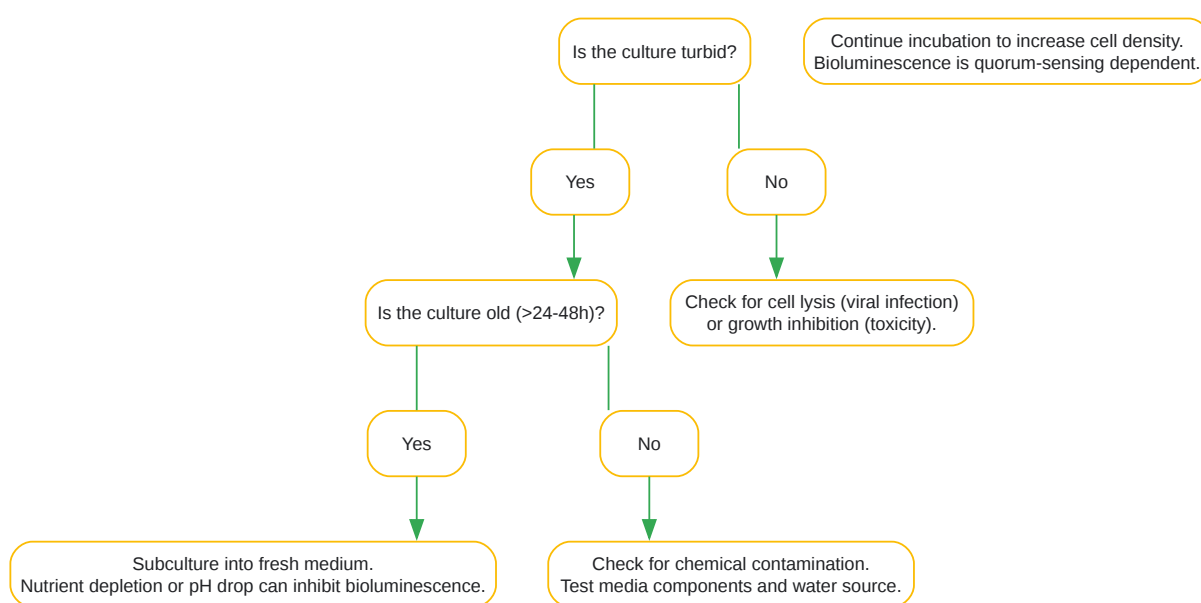 Is the culture turbid?
Continue incubation to increase cell density.
Bioluminescence is quorum-sensing dependent.
Yes
No
Is the culture old (>24-48h)?
Check for cell lysis (viral infection)
or growth inhibition (toxicity).
Yes
No
Subculture into fresh medium.
Nutrient depletion or pH drop can inhibit bioluminescence.
Check for chemical contamination.
Test media components and water source.